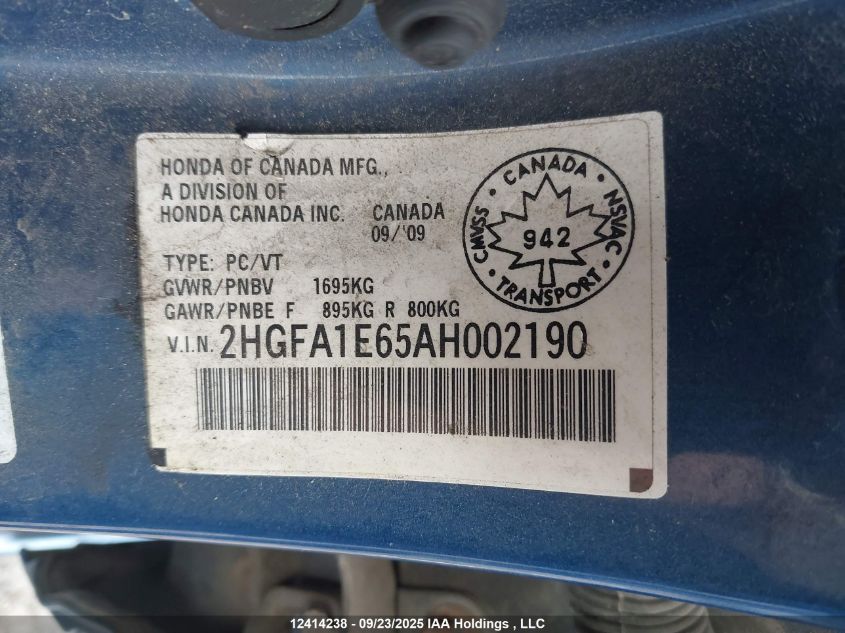 HONDA OF CANADA MFG.,
A DIVISION OF
HONDA CANADA INC. CANADA
09/'09
TYPE: PC/VT
GVWR/PNBV 1695KG
GAWR/PNBE F 895KG R 800KG
V.I.N. 2HGFA1E65AH002190
CANADA
CMVSS
NSVAC
942
TRANSPORT
12414238 - 09/23/2025 IAA Holdings , LLC